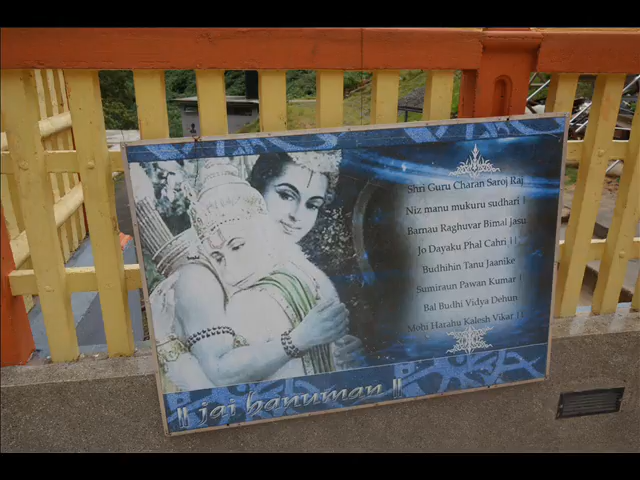 Shri Guru Charan Saroj Raj
Niz manu mukuru sudhari |
Barnau Raghuvar Bimal Jasu
Jo Dayaku Phal Cahri ||
Budhihin Tanu Jaanike
Sumiraun Pawan Kumar |
Bal Budhi Vidya Dehun
Mohi Harahu Kalesh Vikar ||
|| jai hanuman ||